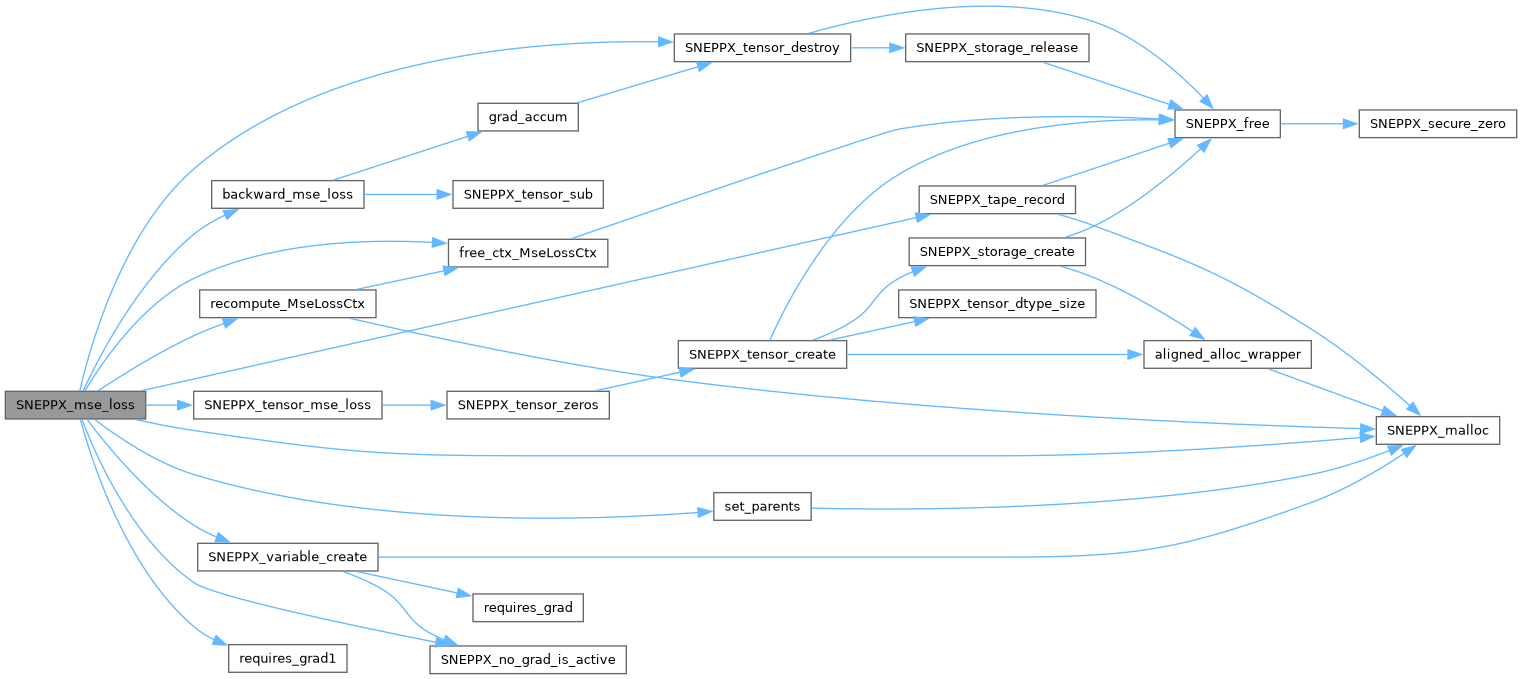 SNEPPX_tensor_destroy
SNEPPX_storage_release
grad_accum
SNEPPX_free
SNEPPX_secure_zero
backward_mse_loss
SNEPPX_tensor_sub
SNEPPX_tape_record
free_ctx_MseLossCtx
SNEPPX_storage_create
recompute_MseLossCtx
SNEPPX_tensor_dtype_size
SNEPPX_tensor_create
aligned_alloc_wrapper
SNEPPX_mse_loss
SNEPPX_tensor_mse_loss
SNEPPX_tensor_zeros
SNEPPX_malloc
set_parents
SNEPPX_variable_create
requires_grad
requires_grad1
SNEPPX_no_grad_is_active